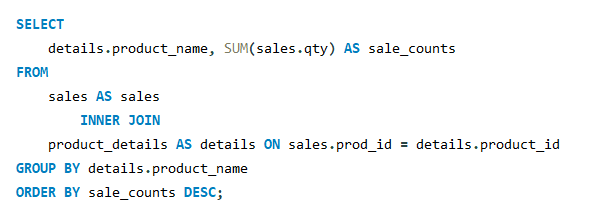 SELECT
details.product_name, SUM(sales.qty) AS sale_counts
FROM
sales AS sales
INNER JOIN
product_details AS details ON sales.prod_id = details.product_id
GROUP BY details.product_name
ORDER BY sale_counts DESC;